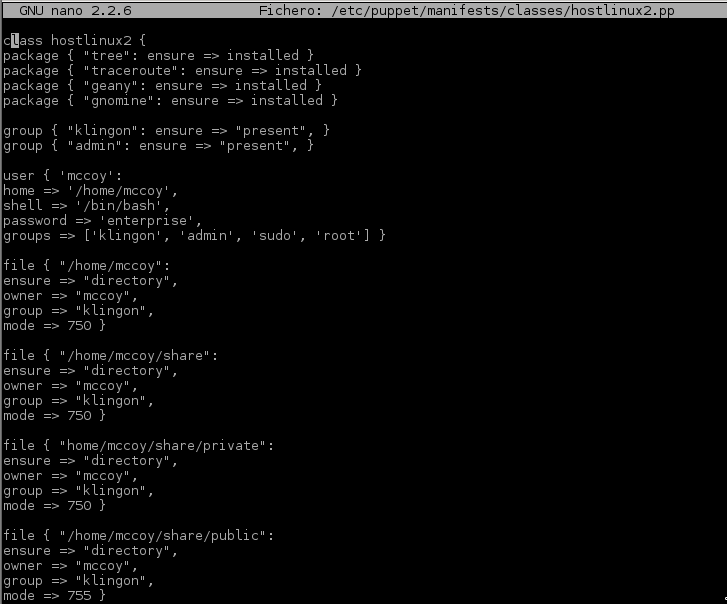 GNU nano 2.2.6 Fichero: /etc/puppet/manifests/classes/hostlinux2.pp
class hostlinux2 {
package { "tree": ensure => installed }
package { "traceroute": ensure => installed }
package { "geany": ensure => installed }
package { "gnomine": ensure => installed }
group { "klingon": ensure => "present", }
group { "admin": ensure => "present", }
user { 'mccoy':
home => '/home/mccoy',
shell => '/bin/bash',
password => 'enterprise',
groups => ['klingon', 'admin', 'sudo', 'root'] }
file { "/home/mccoy":
ensure => "directory",
owner => "mccoy",
group => "klingon",
mode => 750 }
file { "/home/mccoy/share":
ensure => "directory",
owner => "mccoy",
group => "klingon",
mode => 750 }
file { "home/mccoy/share/private":
ensure => "directory",
owner => "mccoy",
group => "klingon",
mode => 750 }
file { "/home/mccoy/share/public":
ensure => "directory",
owner => "mccoy",
group => "klingon",
mode => 755 }